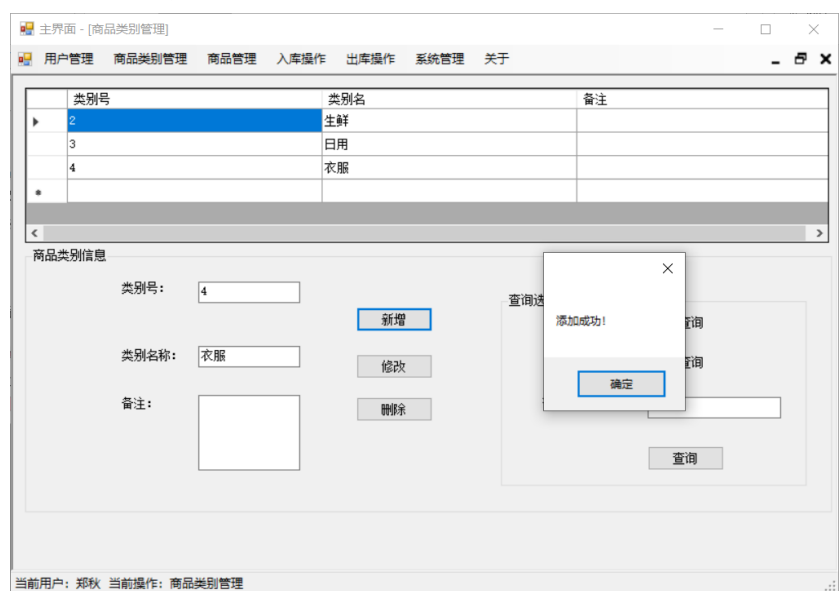 主界面 - [商品类别管理]
用户管理 商品类别管理 商品管理 入库操作 出库操作 系统管理 关于
类别号 类别名 备注
2 生鲜
3 日用
4 衣服
商品类别信息
类别号： 4
新增
类别名称： 衣服
修改
备注：
删除
查询选
添加成功！
确定
查询
查询
查询
当前用户：郑秋 当前操作：商品类别管理